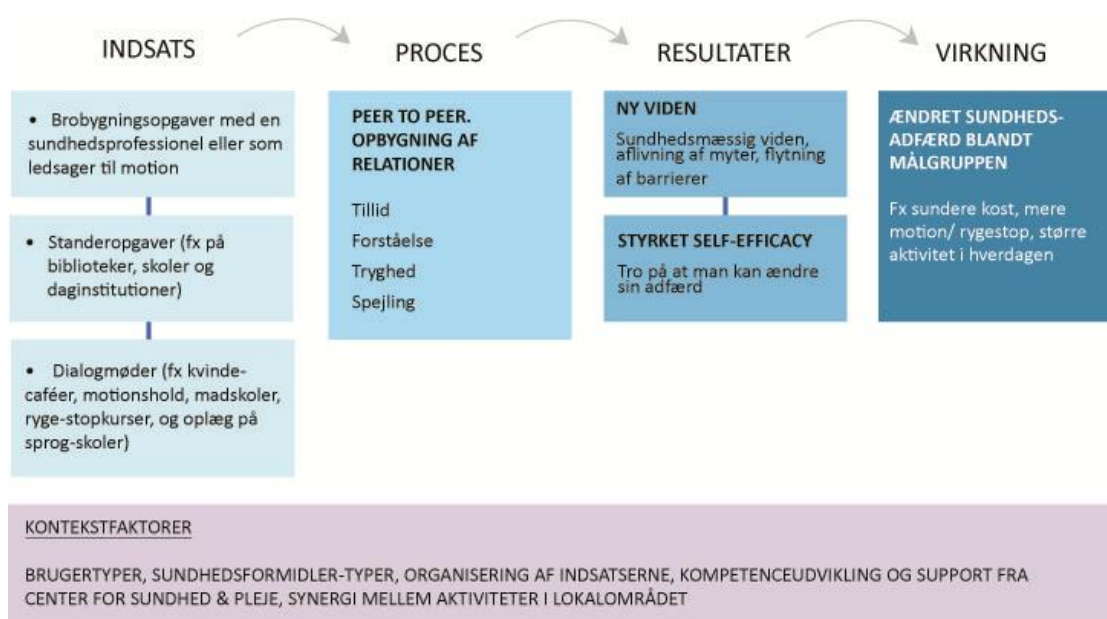 INDSATS
PROCES
RESULTATER
VIRKNING
• Brobygningsopgaver med en
sundhedsprofessionel eller som
ledsager til motion
• Standeropgaver (fx på
biblioteker, skoler og
daginstitutioner)
• Dialogmøder (fx kvinde-
caféer, motionshold, madskoler,
ryge-stopkurser, og oplæg på
sprog-skoler)
PEER TO PEER.
OPBYGNING AF
RELATIONER
Tillid
Forståelse
Tryghed
Spejling
NY VIDEN
Sundhedsmæssig viden,
aflivning af myter, flytning
af barrierer
STYRKET SELF-EFFICACY
Tro på at man kan ændre
sin adfærd
ÆNDRET SUNDHEDS-
ADFÆRD BLANDT
MÅLGRUPPEN
Fx sundere kost, mere
motion/ rygestop, større
aktivitet i hverdagen
KONTEKSTFAKTORER
BRUGERTYPER, SUNDHEDSFORMIDLER-TYPER, ORGANISERING AF INDSATSERNE, KOMPETENCEUDVIKLING OG SUPPORT FRA
CENTER FOR SUNDHED & PLEJE, SYNERGI MELLEM AKTIVITETER I LOKALOMRÅDET